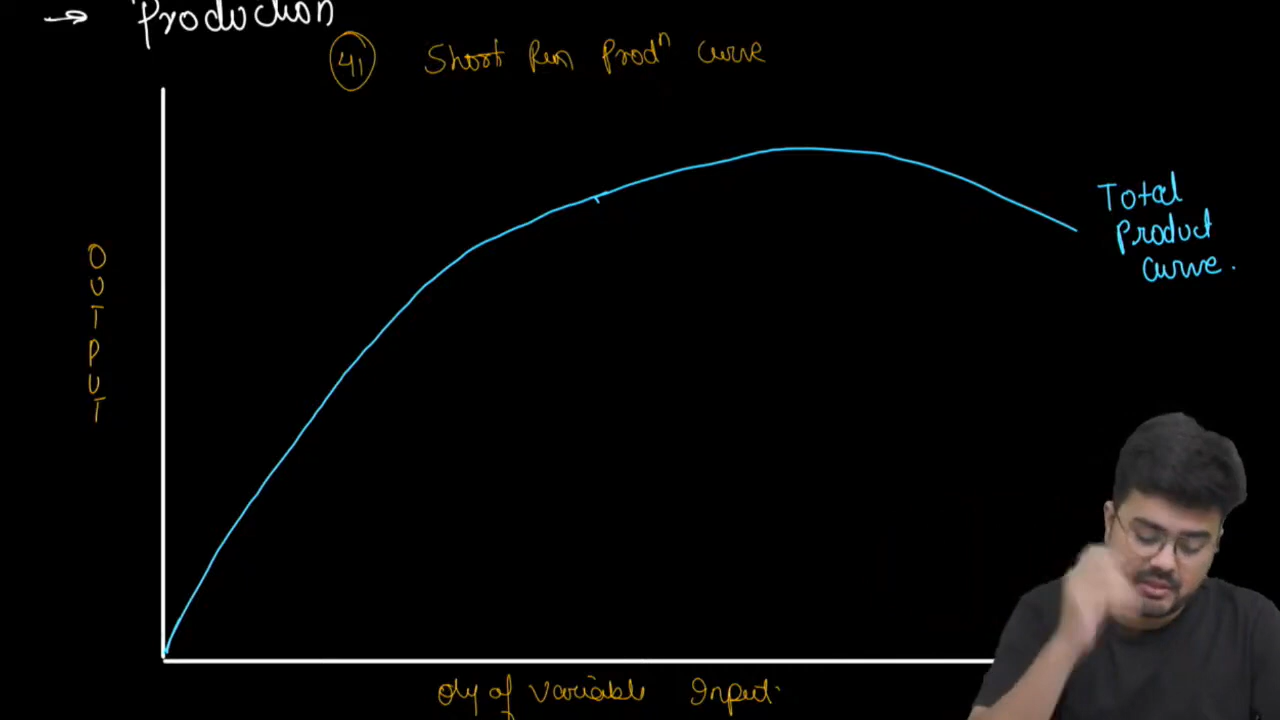 → Production
41 Short Run Prodⁿ curve
OUTPUT
Total
Product
Curve.
Qty of Variable Input